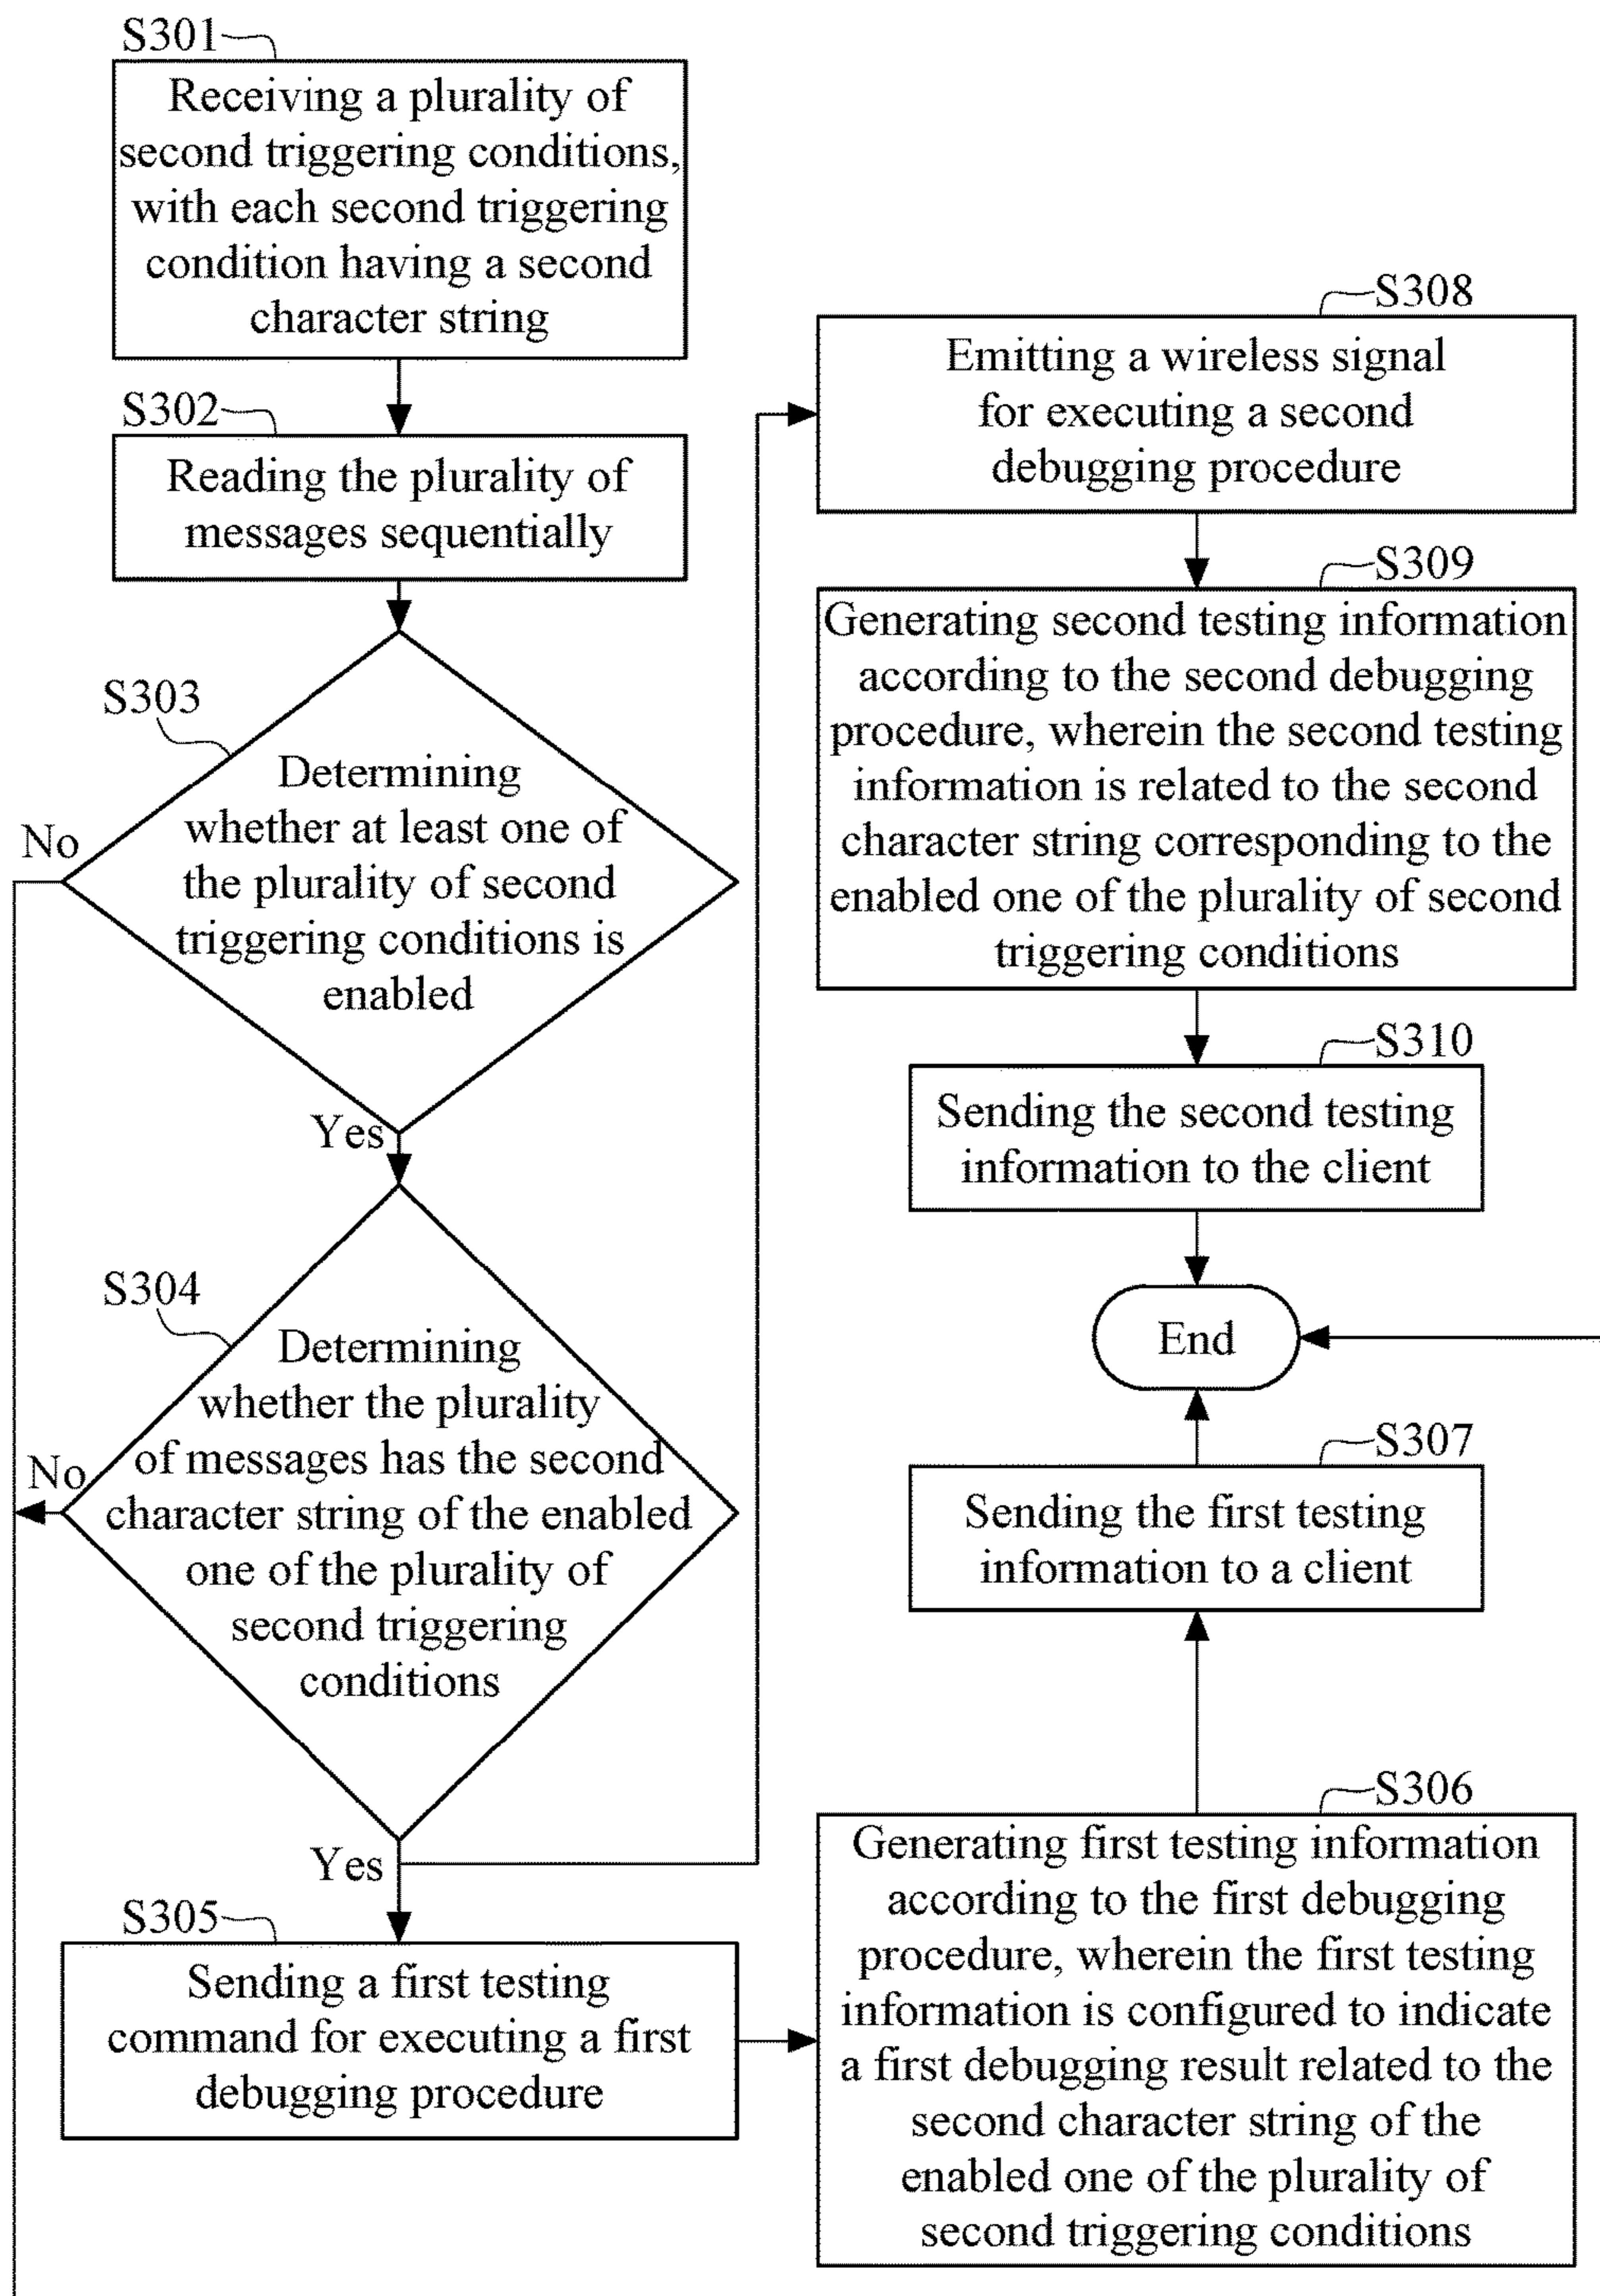 S301
Receiving a plurality of
second triggering conditions,
with each second triggering
condition having a second
character string
S302
Reading the plurality of
messages sequentially
S303
Determining
whether at least one of
the plurality of second
triggering conditions is
enabled
No
Yes
S304
Determining
whether the plurality
of messages has the second
character string of the enabled
one of the plurality of
second triggering
conditions
No
Yes
S305
Sending a first testing
command for executing a first
debugging procedure
S308
Emitting a wireless signal
for executing a second
debugging procedure
S309
Generating second testing information
according to the second debugging
procedure, wherein the second testing
information is related to the second
character string corresponding to the
enabled one of the plurality of second
triggering conditions
S310
Sending the second testing
information to the client
End
S307
Sending the first testing
information to a client
S306
Generating first testing information
according to the first debugging
procedure, wherein the first testing
information is configured to indicate
a first debugging result related to the
second character string of the
enabled one of the plurality of
second triggering conditions